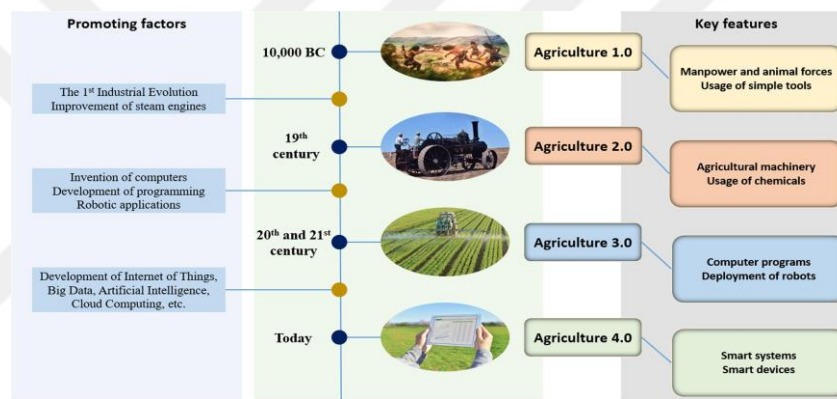 Promoting factors
Key features
10,000 BC
Agriculture 1.0
Manpower and animal forces
Usage of simple tools
The 1st Industrial Evolution
Improvement of steam engines
19th
century
Agriculture 2.0
Agricultural machinery
Usage of chemicals
Invention of computers
Development of programming
Robotic applications
20th and 21st
century
Agriculture 3.0
Computer programs
Deployment of robots
Development of Internet of Things,
Big Data, Artificial Intelligence,
Cloud Computing, etc.
Today
Agriculture 4.0
Smart systems
Smart devices